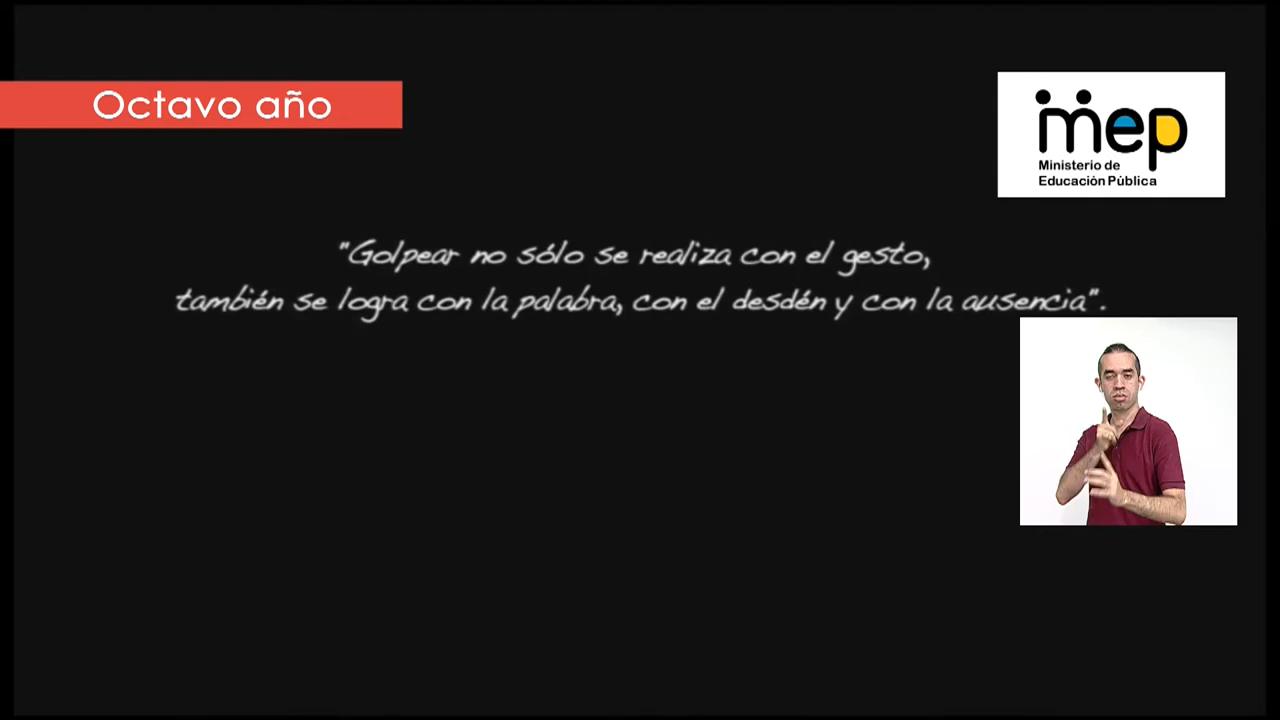 Octavo año
mep
Ministerio de
Educación Pública
"Golpear no sólo se realiza con el gesto,
también se logra con la palabra, con el desdén y con la ausencia".